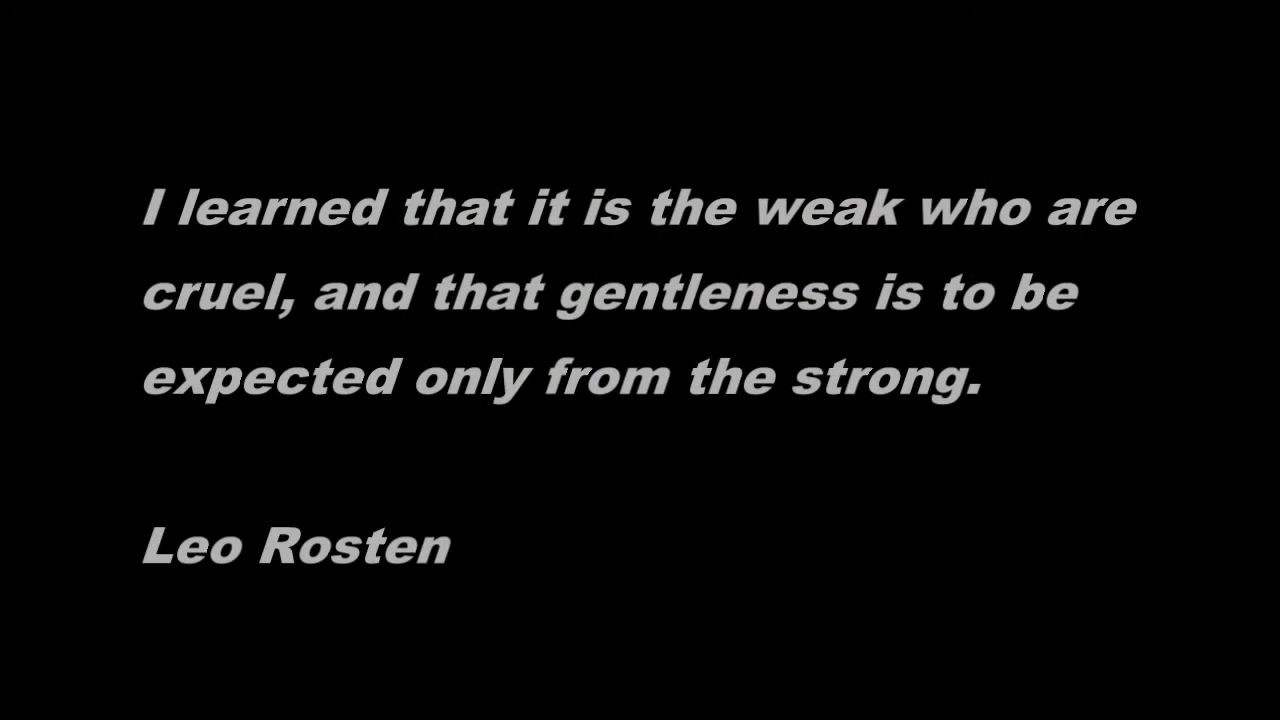 I learned that it is the weak who are
cruel, and that gentleness is to be
expected only from the strong.
Leo Rosten